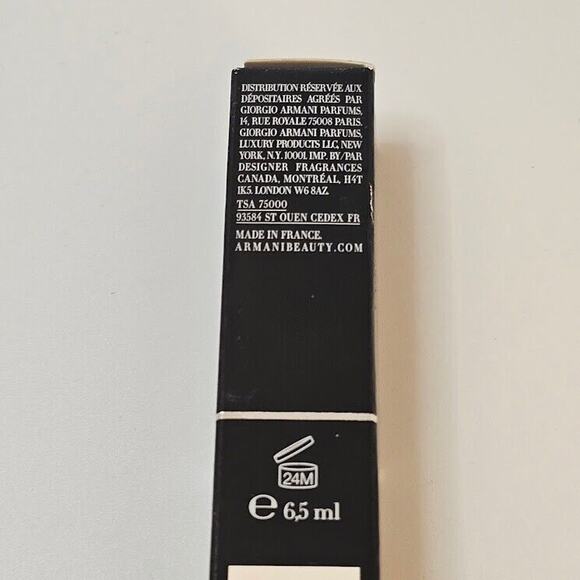 DISTRIBUTION RÉSERVÉE AUX
DÉPOSITAIRES AGRÉÉS PAR
GIORGIO ARMANI PARFUMS,
14, RUE ROYALE 75008 PARIS.
GIORGIO ARMANI PARFUMS,
LUXURY PRODUCTS LLC, NEW
YORK, N.Y. 10001. IMP. BY/PAR
DESIGNER FRAGRANCES
CANADA, MONTRÉAL, H4T
1K5. LONDON W6 8AZ.
TSA 75000
93584 ST OUEN CEDEX FR
MADE IN FRANCE.
ARMANIBEAUTY.COM
24M
e 6,5 ml